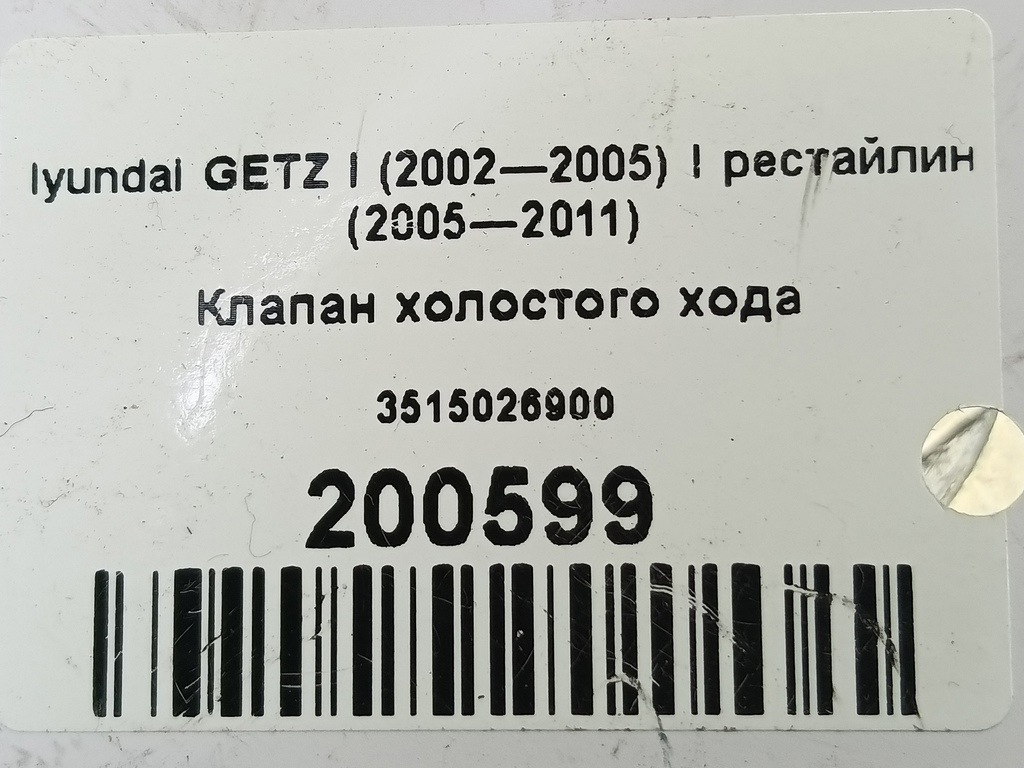 lyundai GETZ I (2002—2005) I рестайлин
(2005—2011)
Клапан холостого хода
3515026900
200599